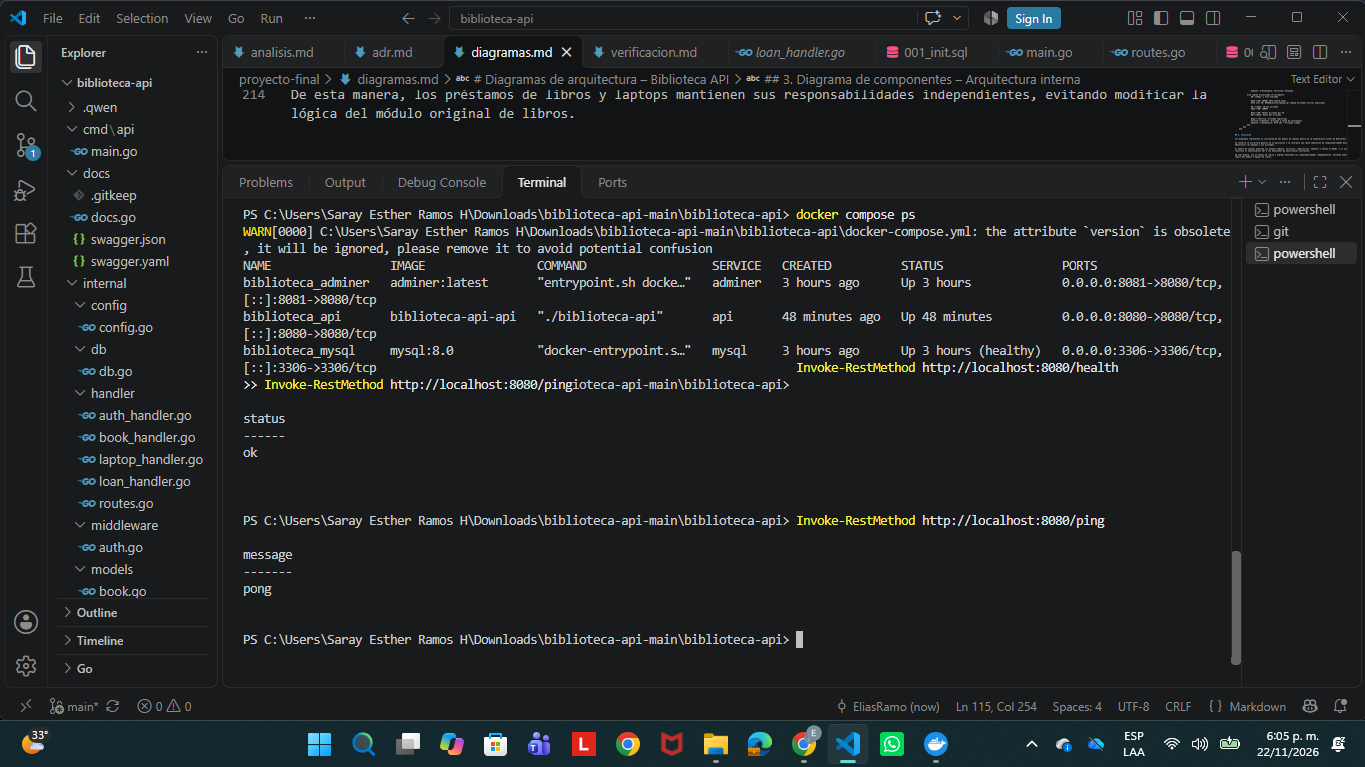 File Edit Selection View Go Run ··· biblioteca-api Sign In
Explorer ···
analisis.md adr.md diagramas.md verificacion.md loan_handler.go 001_init.sql main.go routes.go
proyecto-final > diagramas.md > # Diagramas de arquitectura – Biblioteca API > ## 3. Diagrama de componentes – Arquitectura interna
Text Editor
214 De esta manera, los préstamos de libros y laptops mantienen sus responsabilidades independientes, evitando modificar la
lógica del módulo original de libros.
biblioteca-api
.qwen
cmd \ api
main.go
docs
.gitkeep
docs.go
swagger.json
swagger.yaml
internal
config
config.go
db
db.go
handler
auth_handler.go
book_handler.go
laptop_handler.go
loan_handler.go
routes.go
middleware
auth.go
models
book.go
Outline
Timeline
Go
1
Problems Output Debug Console Terminal Ports
powershell
git
powershell
PS C:\Users\Saray Esther Ramos H\Downloads\biblioteca-api-main\biblioteca-api> docker compose ps
WARN[0000] C:\Users\Saray Esther Ramos H\Downloads\biblioteca-api-main\biblioteca-api\docker-compose.yml: the attribute `version` is obsolete
, it will be ignored, please remove it to avoid potential confusion
NAME IMAGE COMMAND SERVICE CREATED STATUS PORTS
biblioteca_adminer adminer:latest "entrypoint.sh docke…" adminer 3 hours ago Up 3 hours 0.0.0.0:8081->8080/tcp,
[::]:8081->8080/tcp
biblioteca_api biblioteca-api-api "./biblioteca-api" api 48 minutes ago Up 48 minutes 0.0.0.0:8080->8080/tcp,
[::]:8080->8080/tcp
biblioteca_mysql mysql:8.0 "docker-entrypoint.s…" mysql 3 hours ago Up 3 hours (healthy) 0.0.0.0:3306->3306/tcp,
[::]:3306->3306/tcp Invoke-RestMethod http://localhost:8080/health
>> Invoke-RestMethod http://localhost:8080/pingioteca-api-main\biblioteca-api>
status
------
ok
PS C:\Users\Saray Esther Ramos H\Downloads\biblioteca-api-main\biblioteca-api> Invoke-RestMethod http://localhost:8080/ping
message
-------
pong
PS C:\Users\Saray Esther Ramos H\Downloads\biblioteca-api-main\biblioteca-api>
main* 0 0 EliasRamo (now) Ln 115, Col 254 Spaces: 4 UTF-8 CRLF { } Markdown
33°
L
E
ESP
LAA
6:05 p. m.
22/11/2026